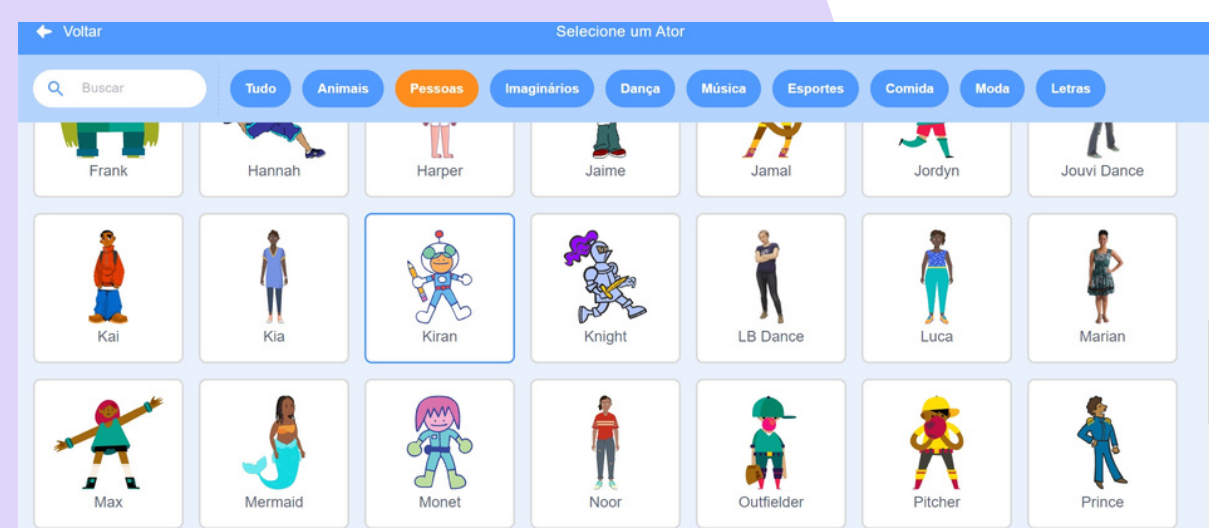 Voltar
Selecione um Ator
Buscar
Tudo
Animais
Pessoas
Imaginários
Dança
Música
Esportes
Comida
Moda
Letras
Frank
Hannah
Harper
Jaime
Jamal
Jordyn
Jouvi Dance
Kai
Kia
Kiran
Knight
LB Dance
Luca
Marian
Max
Mermaid
Monet
Noor
Outfielder
Pitcher
Prince